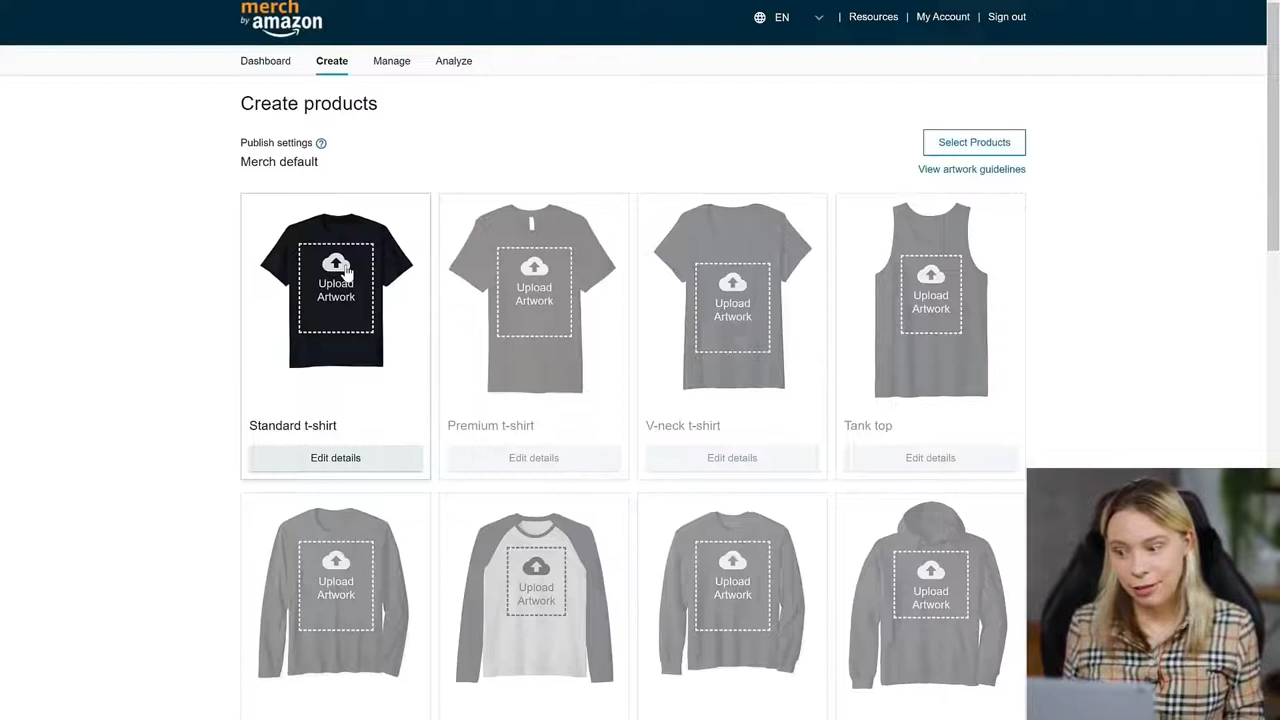 merch
by amazon
EN
Resources
My Account
Sign out
Dashboard
Create
Manage
Analyze
Create products
Publish settings ?
Merch default
Select Products
View artwork guidelines
Upload
Artwork
Upload
Artwork
Upload
Artwork
Upload
Artwork
Standard t-shirt
Premium t-shirt
V-neck t-shirt
Tank top
Edit details
Edit details
Edit details
Edit details
Upload
Artwork
Upload
Artwork
Upload
Artwork
Upload
Artwork